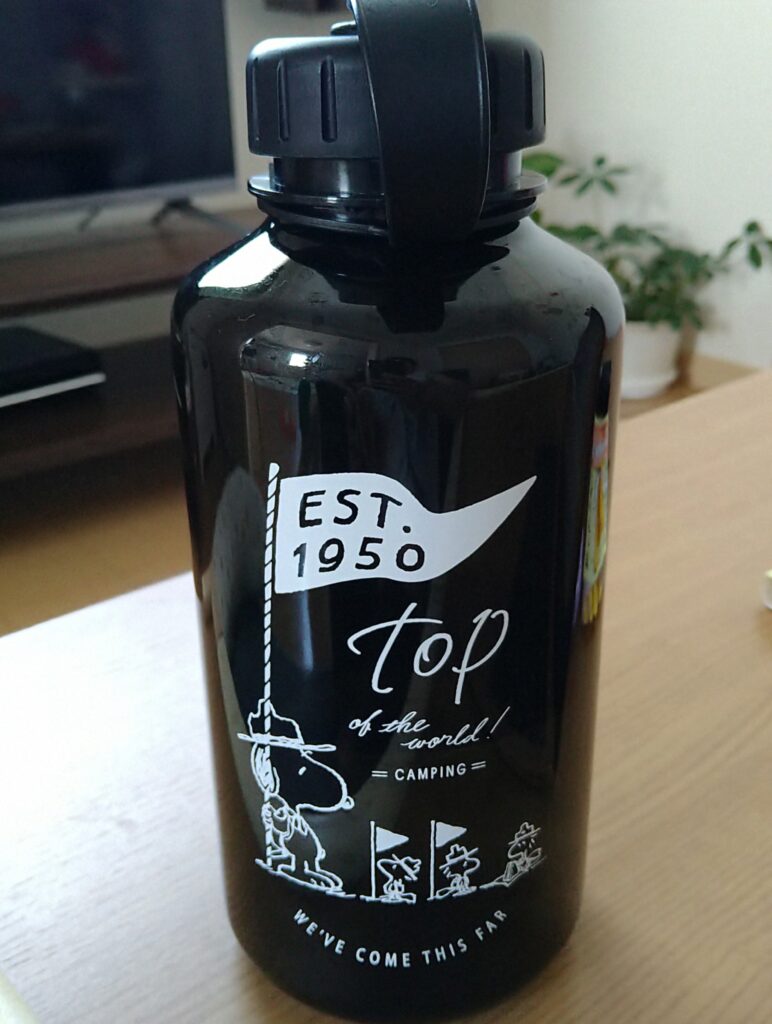 EST.
1950
top
of the
world!
CAMPING
WE'VE COME THIS FAR